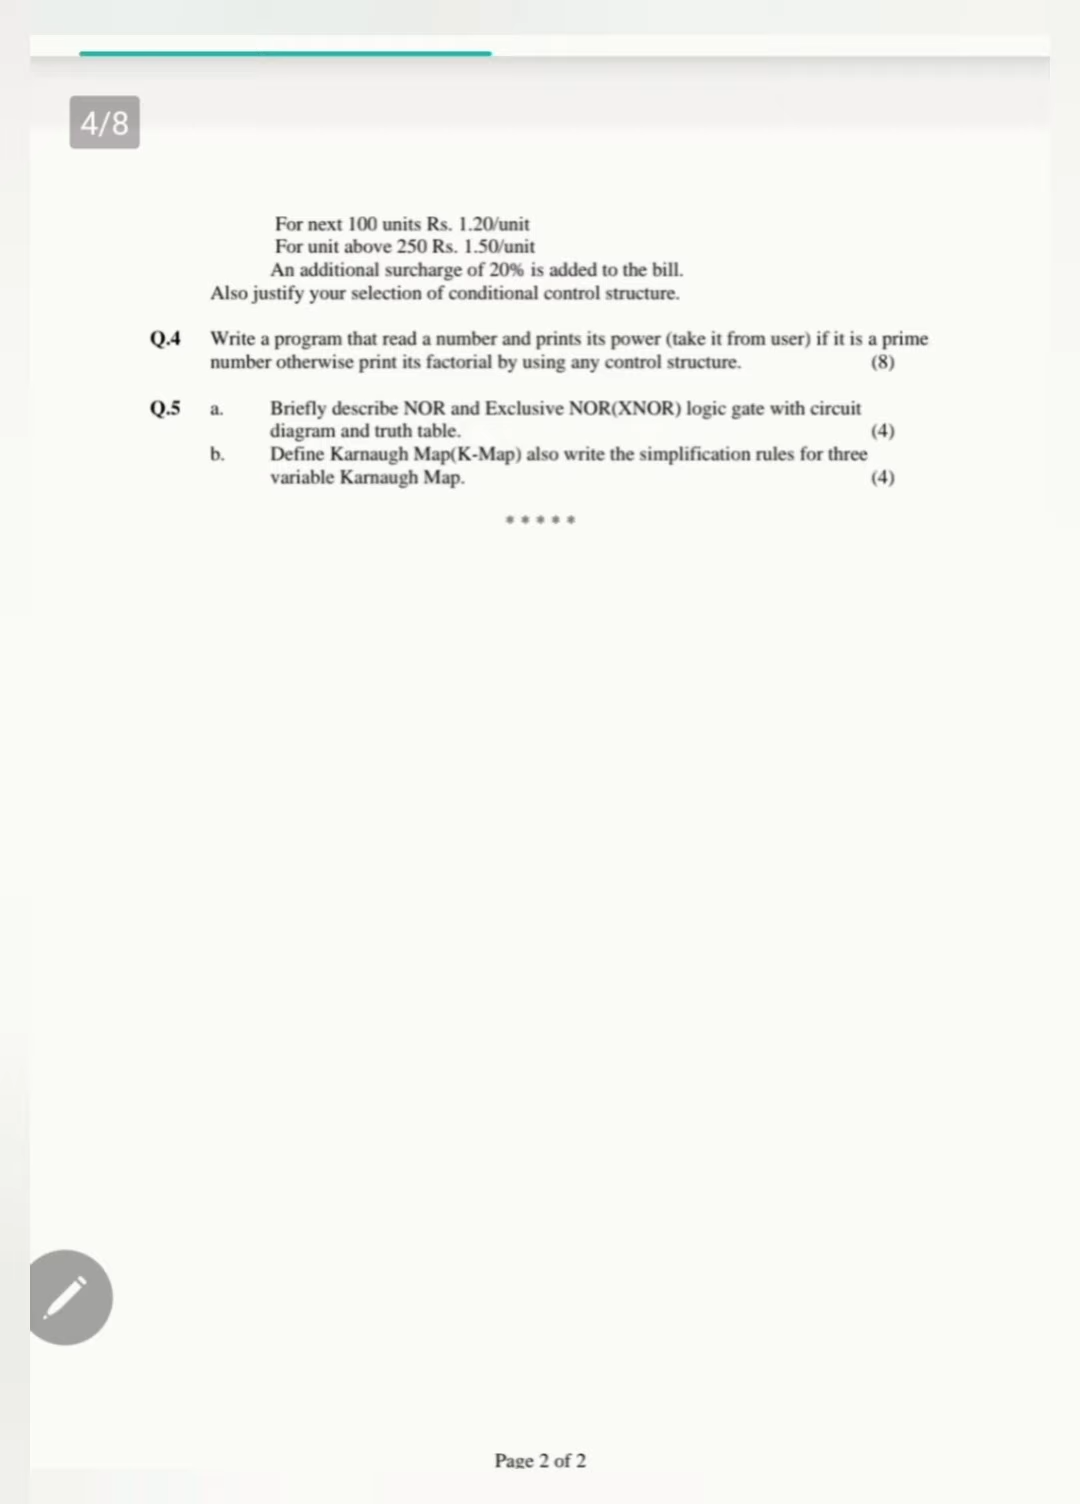 4/8
For next 100 units Rs. 1.20/unit
For unit above 250 Rs. 1.50/unit
An additional surcharge of 20% is added to the bill.
Also justify your selection of conditional control structure.
Q.4 Write a program that read a number and prints its power (take it from user) if it is a prime
number otherwise print its factorial by using any control structure. (8)
Q.5 a. Briefly describe NOR and Exclusive NOR(XNOR) logic gate with circuit
diagram and truth table. (4)
b. Define Karnaugh Map(K-Map) also write the simplification rules for three
variable Karnaugh Map. (4)
*****
Page 2 of 2